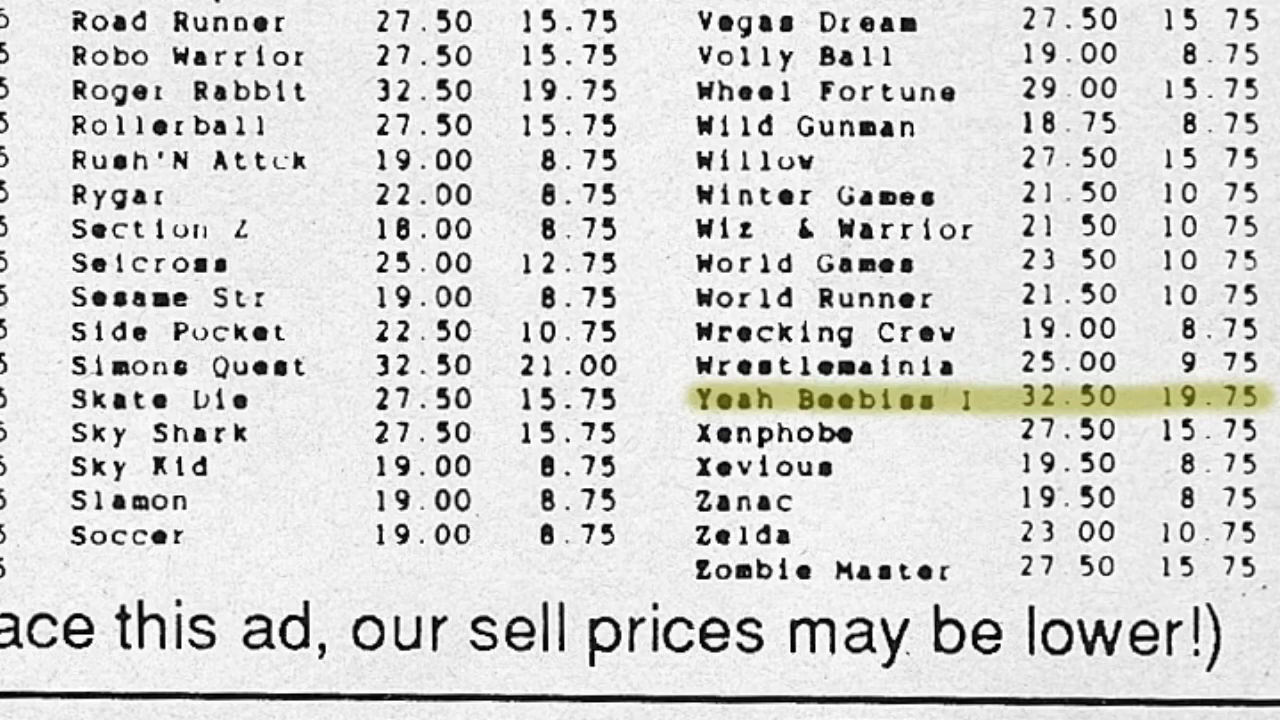 Road Runner 27.50 15.75
Robo Warrior 27.50 15.75
Roger Rabbit 32.50 19.75
Rollerball 27.50 15.75
Rush'N Attck 19.00 8.75
Rygar 22.00 8.75
Section Z 18.00 8.75
Seicross 25.00 12.75
Sesame Str 19.00 8.75
Side Pocket 22.50 10.75
Simons Quest 32.50 21.00
Skate Die 27.50 15.75
Sky Shark 27.50 15.75
Sky Kid 19.00 8.75
Slamon 19.00 8.75
Soccer 19.00 8.75
Vegas Dream 27.50 15 75
Volly Ball 19.00 8.75
Wheel Fortune 29.00 15.75
Wild Gunman 18.75 8.75
Willow 27.50 15 75
Winter Games 21.50 10 75
Wiz & Warrior 21 50 10 75
World Games 23 50 10 75
World Runner 21.50 10 75
Wrecking Crew 19.00 8.75
Wrestlemainia 25.00 9 75
Yeah Beebiss I 32.50 19.75
Xenphobe 27.50 15.75
Xevious 19.50 8.75
Zanac 19.50 8 75
Zelda 23 00 10.75
Zombie Master 27 50 15 75
ace this ad, our sell prices may be lower!)